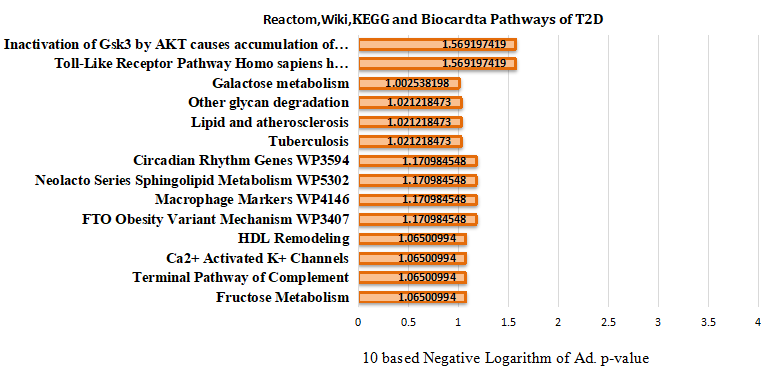 Reactom,Wiki,KEGG and Biocardta Pathways of T2D
Inactivation of Gsk3 by AKT causes accumulation of… 1.569197419
Toll-Like Receptor Pathway Homo sapiens h… 1.569197419
Galactose metabolism 1.002538198
Other glycan degradation 1.021218473
Lipid and atherosclerosis 1.021218473
Tuberculosis 1.021218473
Circadian Rhythm Genes WP3594 1.170984548
Neolacto Series Sphingolipid Metabolism WP5302 1.170984548
Macrophage Markers WP4146 1.170984548
FTO Obesity Variant Mechanism WP3407 1.170984548
HDL Remodeling 1.06500994
Ca2+ Activated K+ Channels 1.06500994
Terminal Pathway of Complement 1.06500994
Fructose Metabolism 1.06500994
0 0.5 1 1.5 2 2.5 3 3.5 4
10 based Negative Logarithm of Ad. p-value